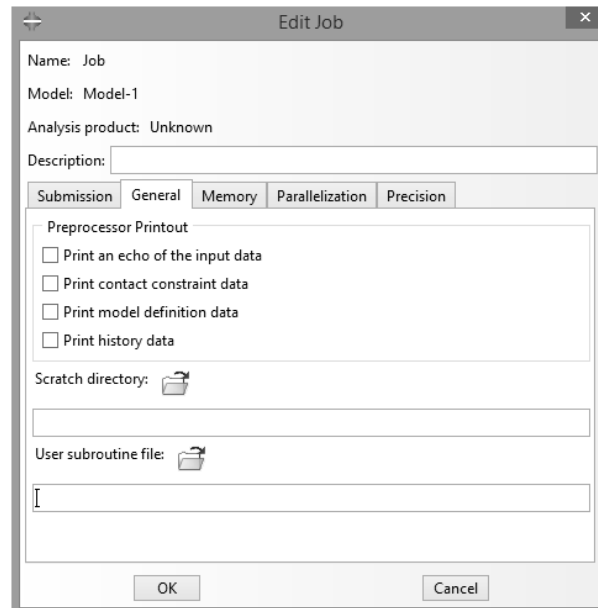 Edit Job
Name: Job
Model: Model-1
Analysis product: Unknown
Description:
Submission General Memory Parallelization Precision
Preprocessor Printout
Print an echo of the input data
Print contact constraint data
Print model definition data
Print history data
Scratch directory:
User subroutine file:
OK Cancel